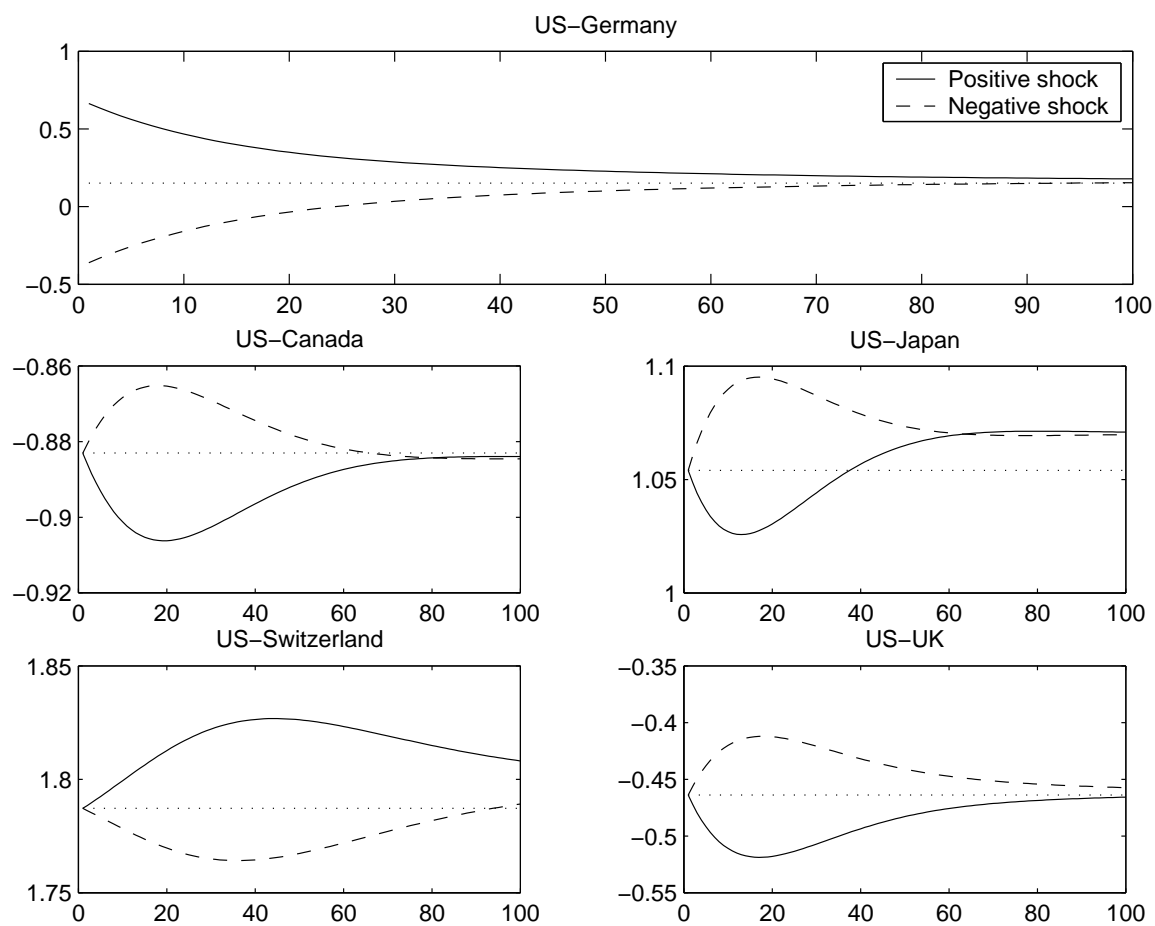 US−Germany
1
0.5
0
−0.5
Positive shock
Negative shock
0 10 20 30 40 50 60 70 80 90 100
US−Canada
−0.86
−0.88
−0.9
−0.92
0 20 40 60 80 100
US−Japan
1.1
1.05
1
0 20 40 60 80 100
US−Switzerland
1.85
1.8
1.75
0 20 40 60 80 100
US−UK
−0.35
−0.4
−0.45
−0.5
−0.55
0 20 40 60 80 100